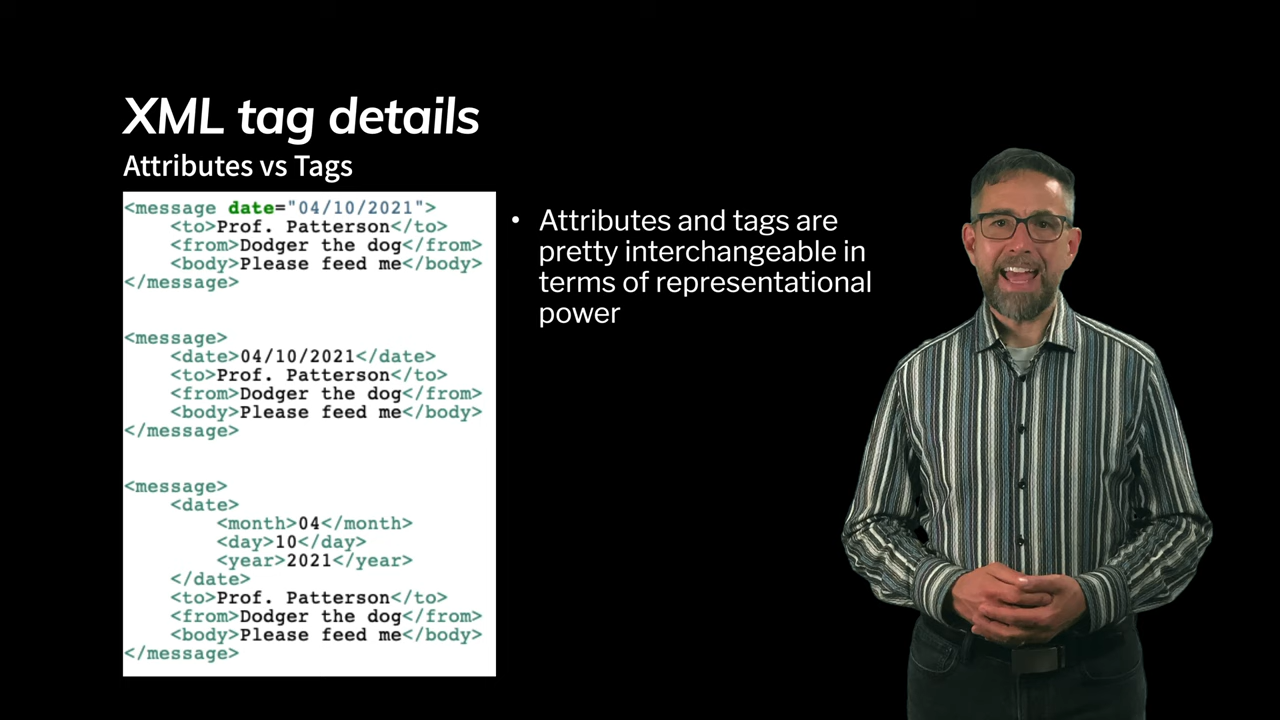 XML tag details
Attributes vs Tags
<message date="04/10/2021">
    <to>Prof. Patterson</to>
    <from>Dodger the dog</from>
    <body>Please feed me</body>
</message>
<message>
    <date>04/10/2021</date>
    <to>Prof. Patterson</to>
    <from>Dodger the dog</from>
    <body>Please feed me</body>
</message>
<message>
    <date>
        <month>04</month>
        <day>10</day>
        <year>2021</year>
    </date>
    <to>Prof. Patterson</to>
    <from>Dodger the dog</from>
    <body>Please feed me</body>
</message>
• Attributes and tags are
pretty interchangeable in
terms of representational
power